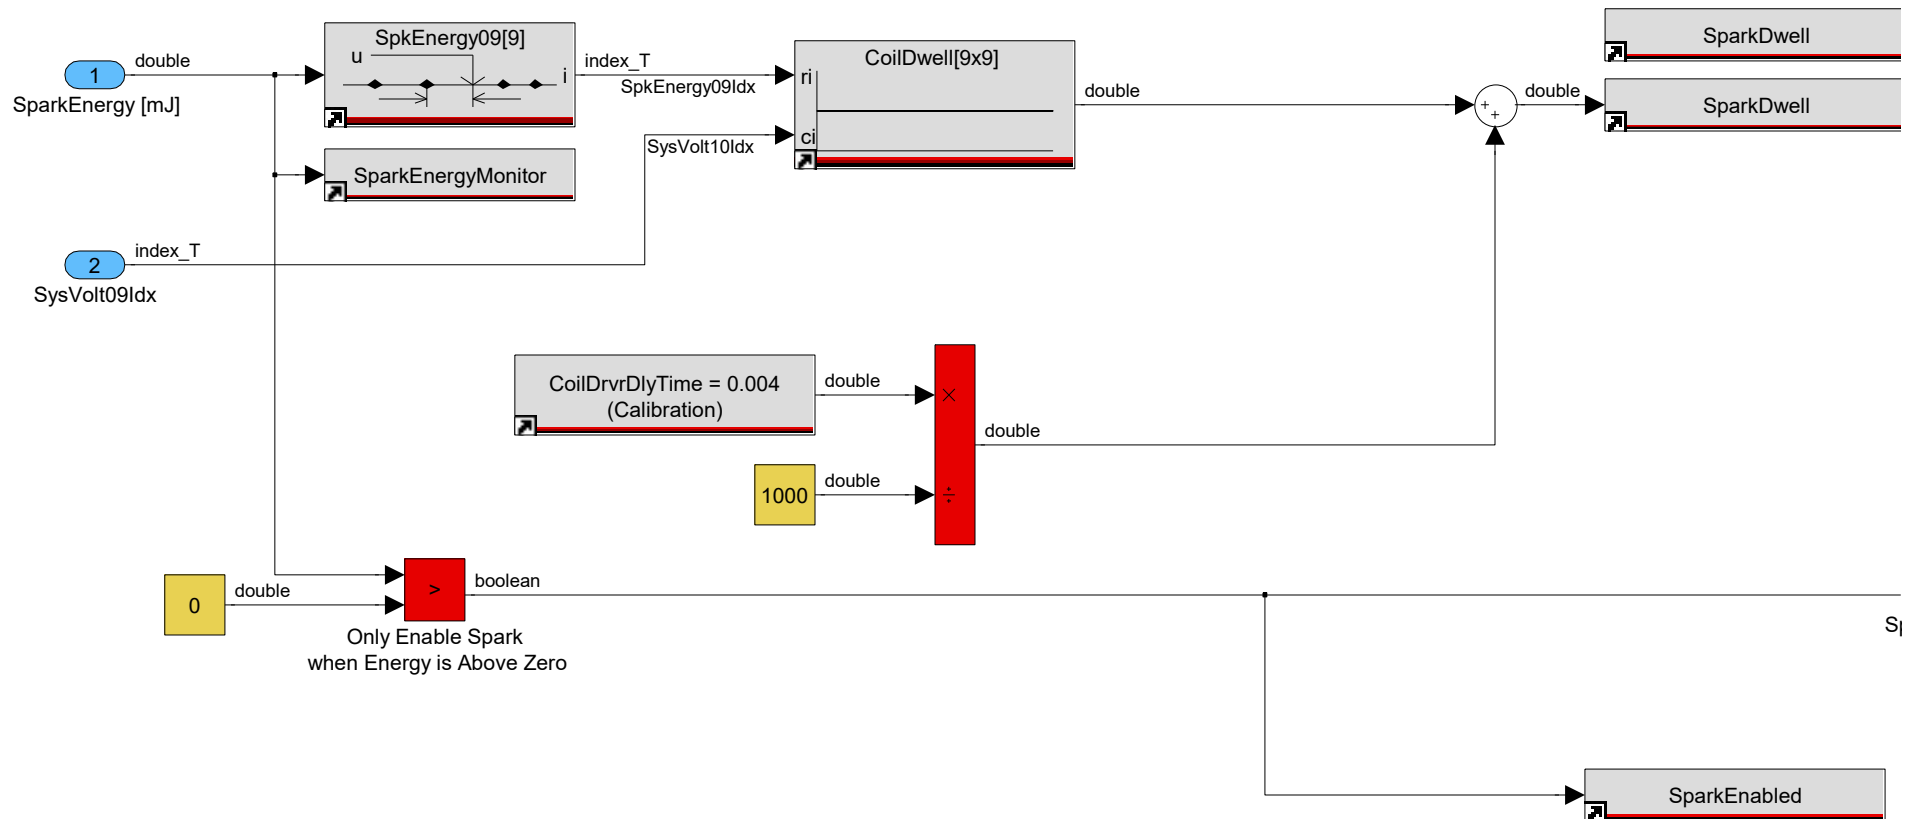 SparkDwell
SpkEnergy09[9]
u
i
double
1
SparkEnergy [mJ]
index_T
SpkEnergy09Idx
CoilDwell[9x9]
ri
ci
double
+
+
double
SparkDwell
SysVolt10Idx
SparkEnergyMonitor
index_T
2
SysVolt09Idx
CoilDrvrDlyTime = 0.004
(Calibration)
double
×
double
1000
double
÷
0
double
>
boolean
Only Enable Spark
when Energy is Above Zero
SparkEnabled